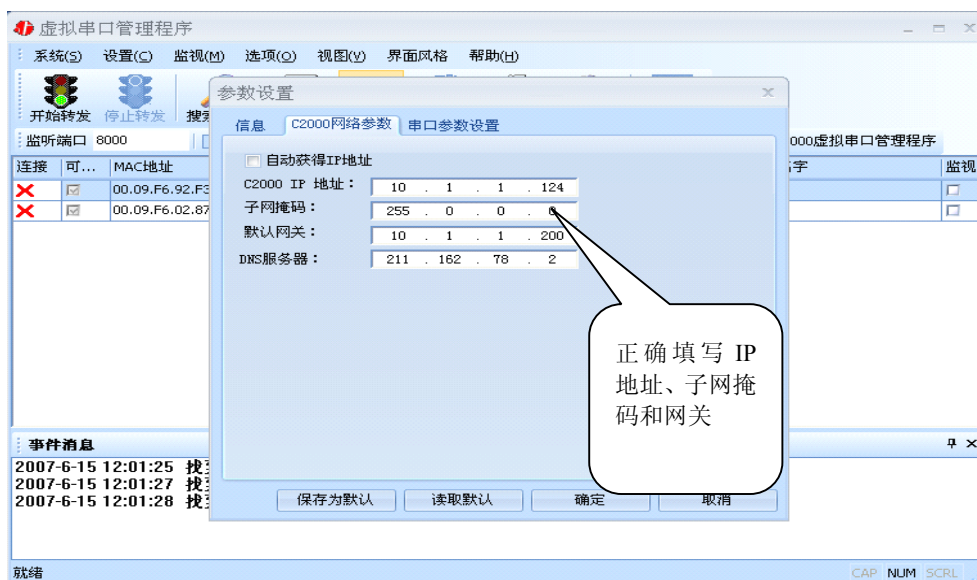 虚拟串口管理程序
系统(S) 设置(C) 监视(M) 选项(O) 视图(V) 界面风格 帮助(H)
开始转发 停止转发
监听端口 8000
000虚拟串口管理程序
连接 可... MAC地址 字 监视
00.09.F6.92.F3
00.09.F6.02.87
参数设置
信息 C2000网络参数 串口参数设置
自动获得IP地址
C2000 IP 地址： 10 . 1 . 1 . 124
子网掩码： 255 . 0 . 0 . 0
默认网关： 10 . 1 . 1 . 200
DNS服务器： 211 . 162 . 78 . 2
正确填写 IP
地址、子网掩
码和网关
保存为默认 读取默认 确定 取消
事件消息
2007-6-15 12:01:25 找
2007-6-15 12:01:27 找
2007-6-15 12:01:28 找
就绪
CAP NUM SCRL